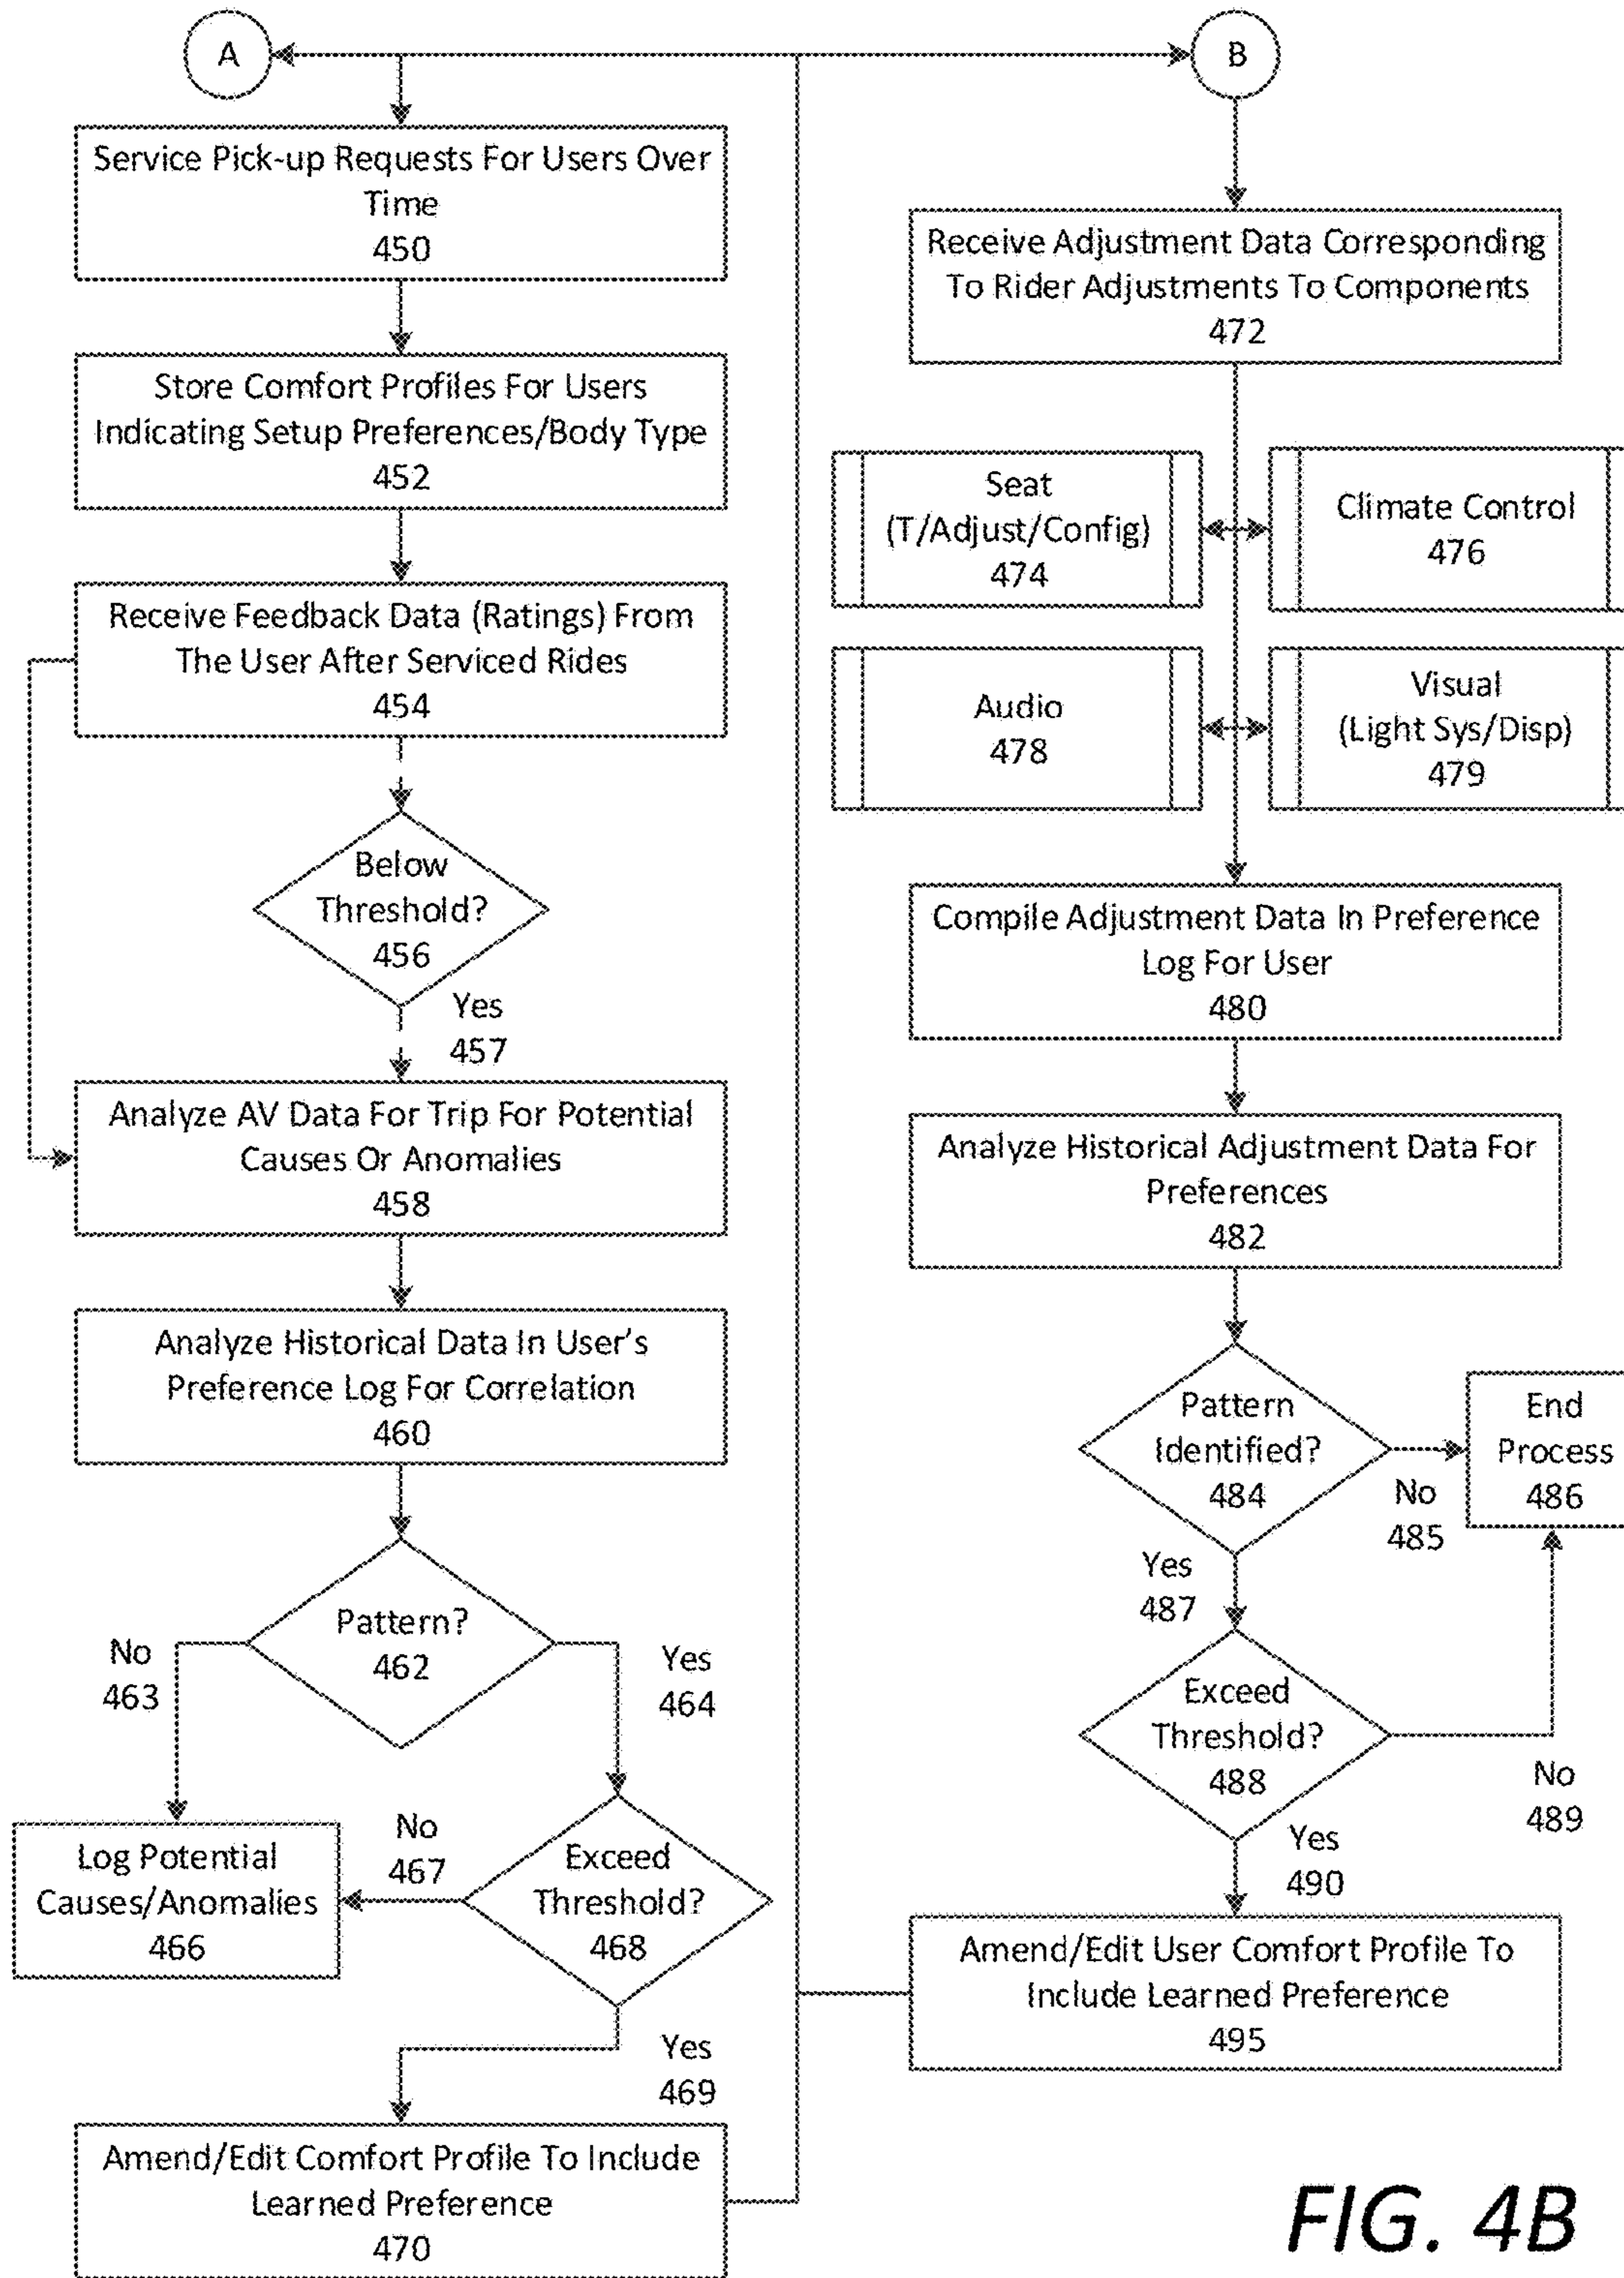 A
Service Pick-up Requests For Users Over
Time
450
Store Comfort Profiles For Users
Indicating Setup Preferences/Body Type
452
Receive Feedback Data (Ratings) From
The User After Serviced Rides
454
Below
Threshold?
456
Yes
457
Analyze AV Data For Trip For Potential
Causes Or Anomalies
458
Analyze Historical Data In User's
Preference Log For Correlation
460
Pattern?
462
No
463
Yes
464
Log Potential
Causes/Anomalies
466
No
467
Exceed
Threshold?
468
Yes
469
Amend/Edit Comfort Profile To Include
Learned Preference
470
B
Receive Adjustment Data Corresponding
To Rider Adjustments To Components
472
Seat
(T/Adjust/Config)
474
Climate Control
476
Audio
478
Visual
(Light Sys/Disp)
479
Compile Adjustment Data In Preference
Log For User
480
Analyze Historical Adjustment Data For
Preferences
482
Pattern
Identified?
484
No
485
End
Process
486
Yes
487
Exceed
Threshold?
488
No
489
Yes
490
Amend/Edit User Comfort Profile To
Include Learned Preference
495
FIG. 4B